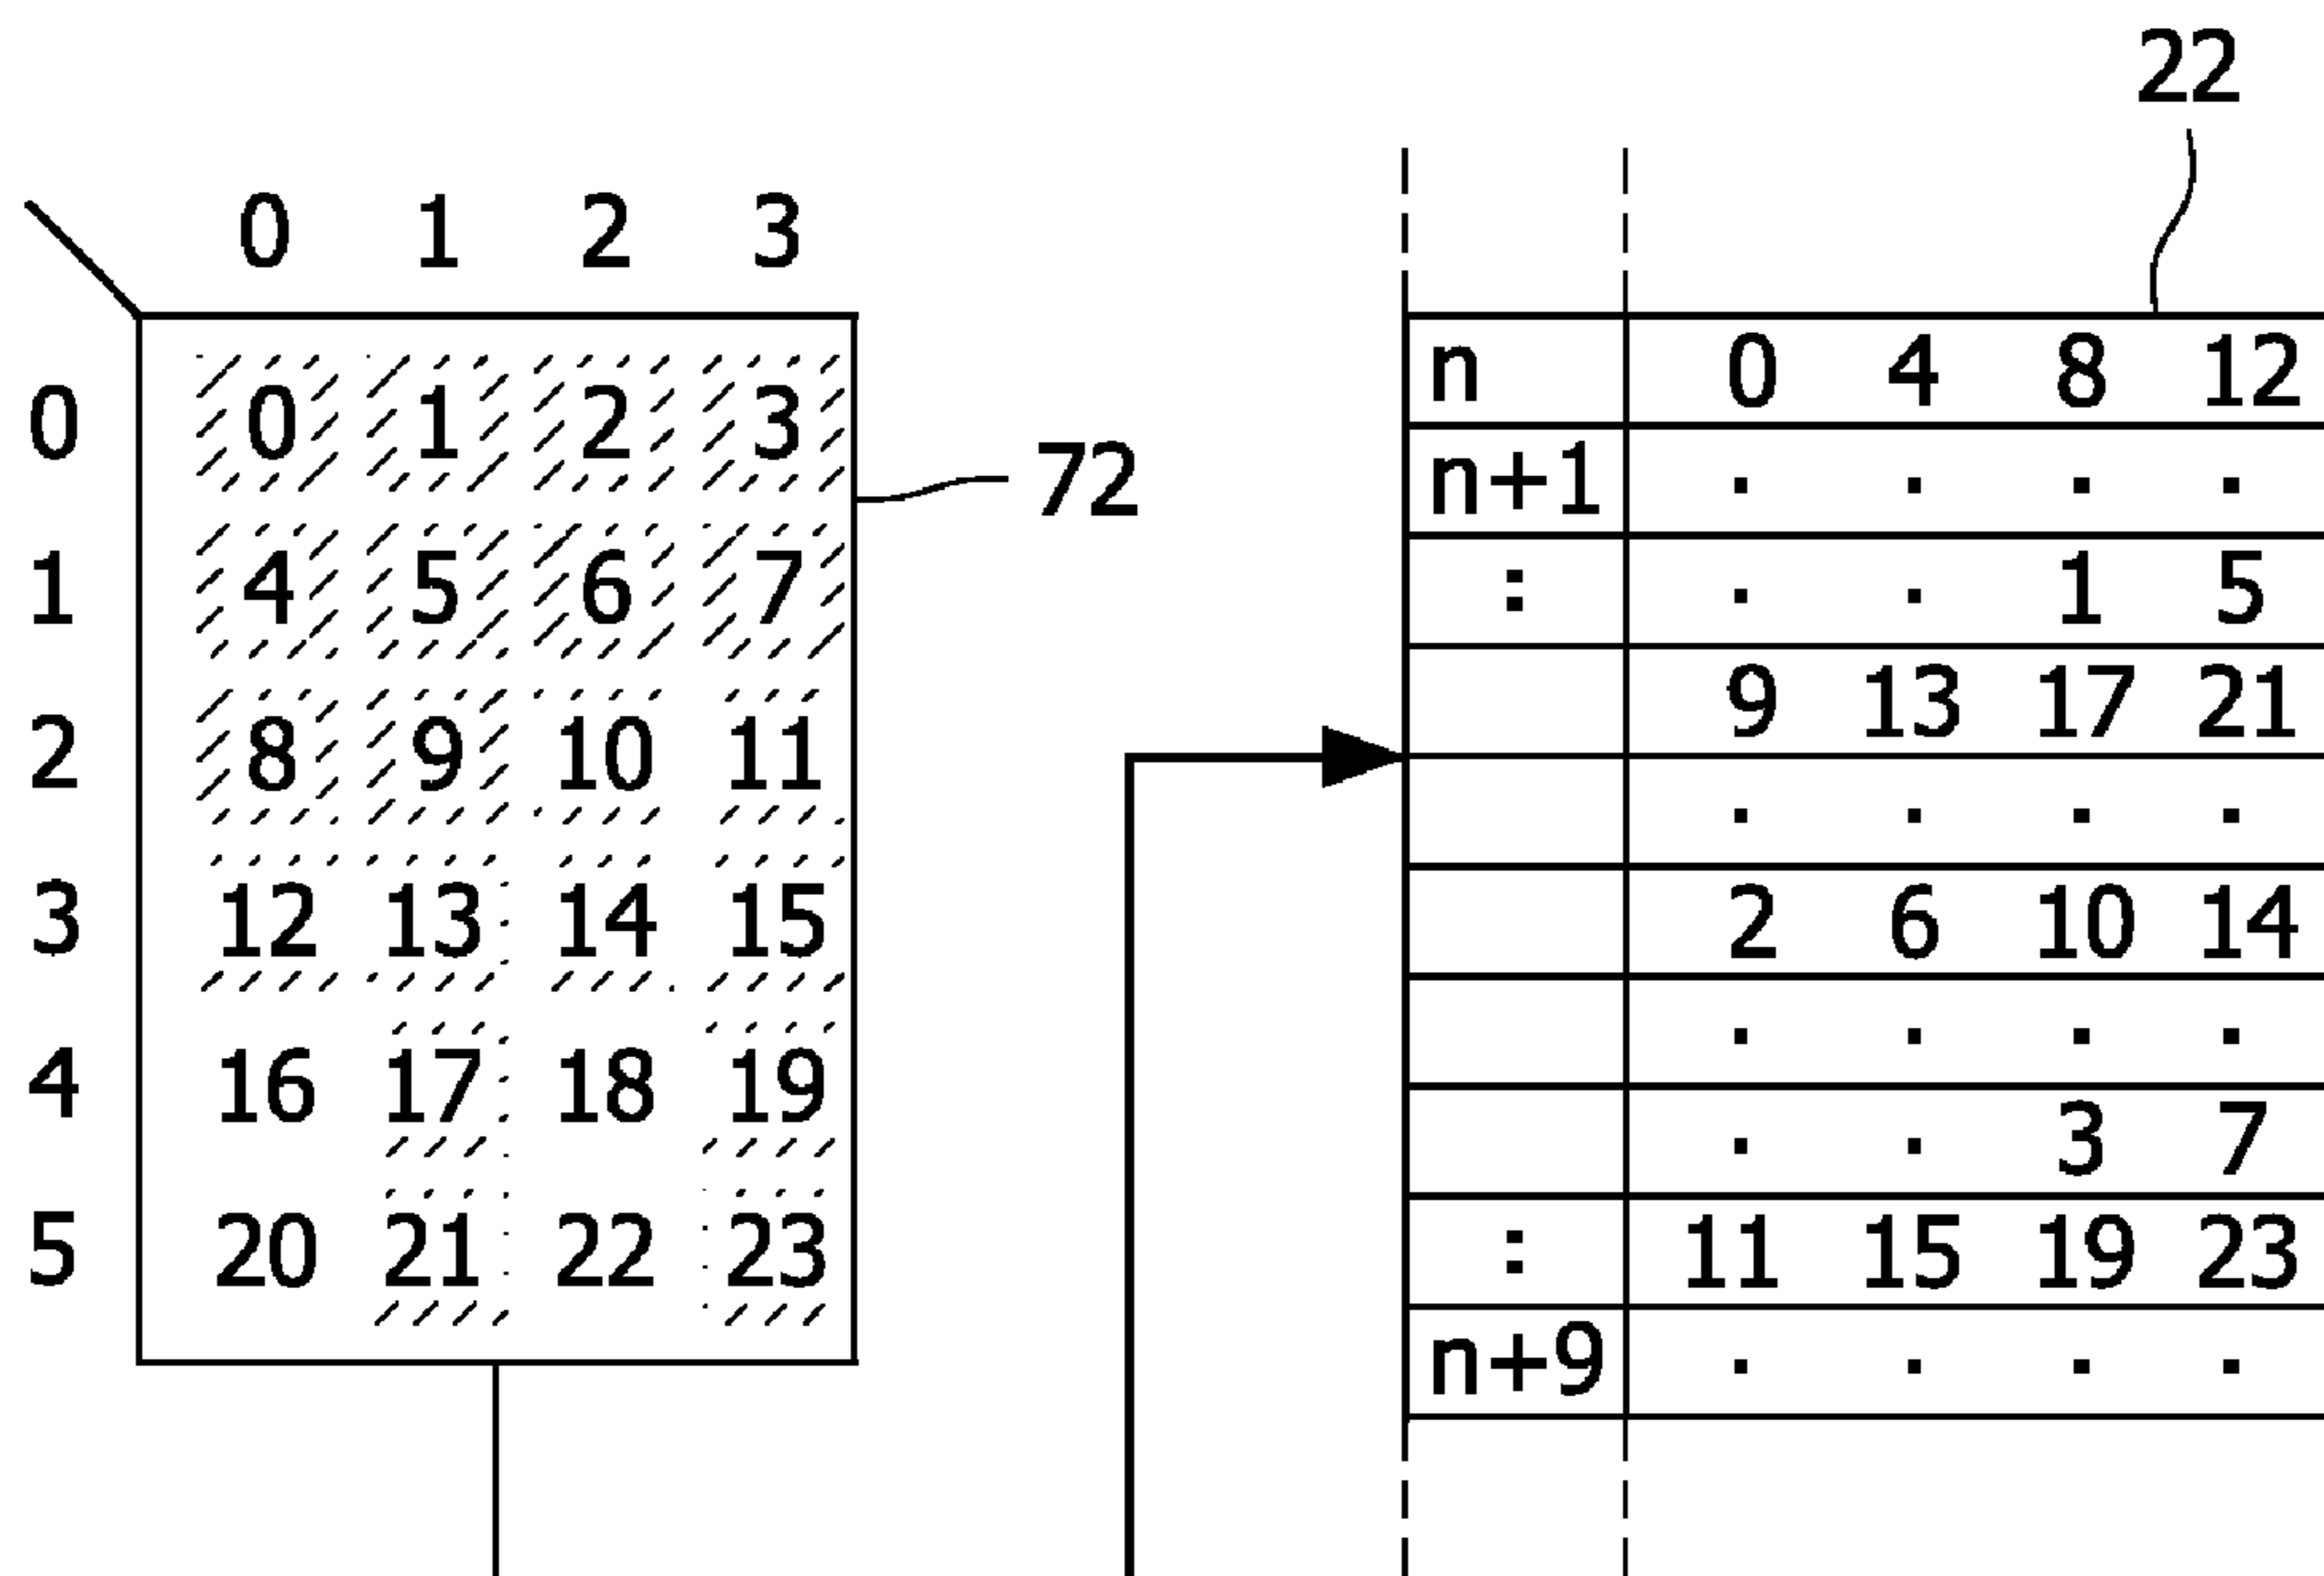 22
0 1 2 3
0 0 1 2 3
72
1 4 5 6 7
2 8 9 10 11
3 12 13 14 15
4 16 17 18 19
5 20 21 22 23
n 0 4 8 12
n+1 . . . .
: . . 1 5
9 13 17 21
. . . .
2 6 10 14
. . . .
. . 3 7
: 11 15 19 23
n+9 . . . .